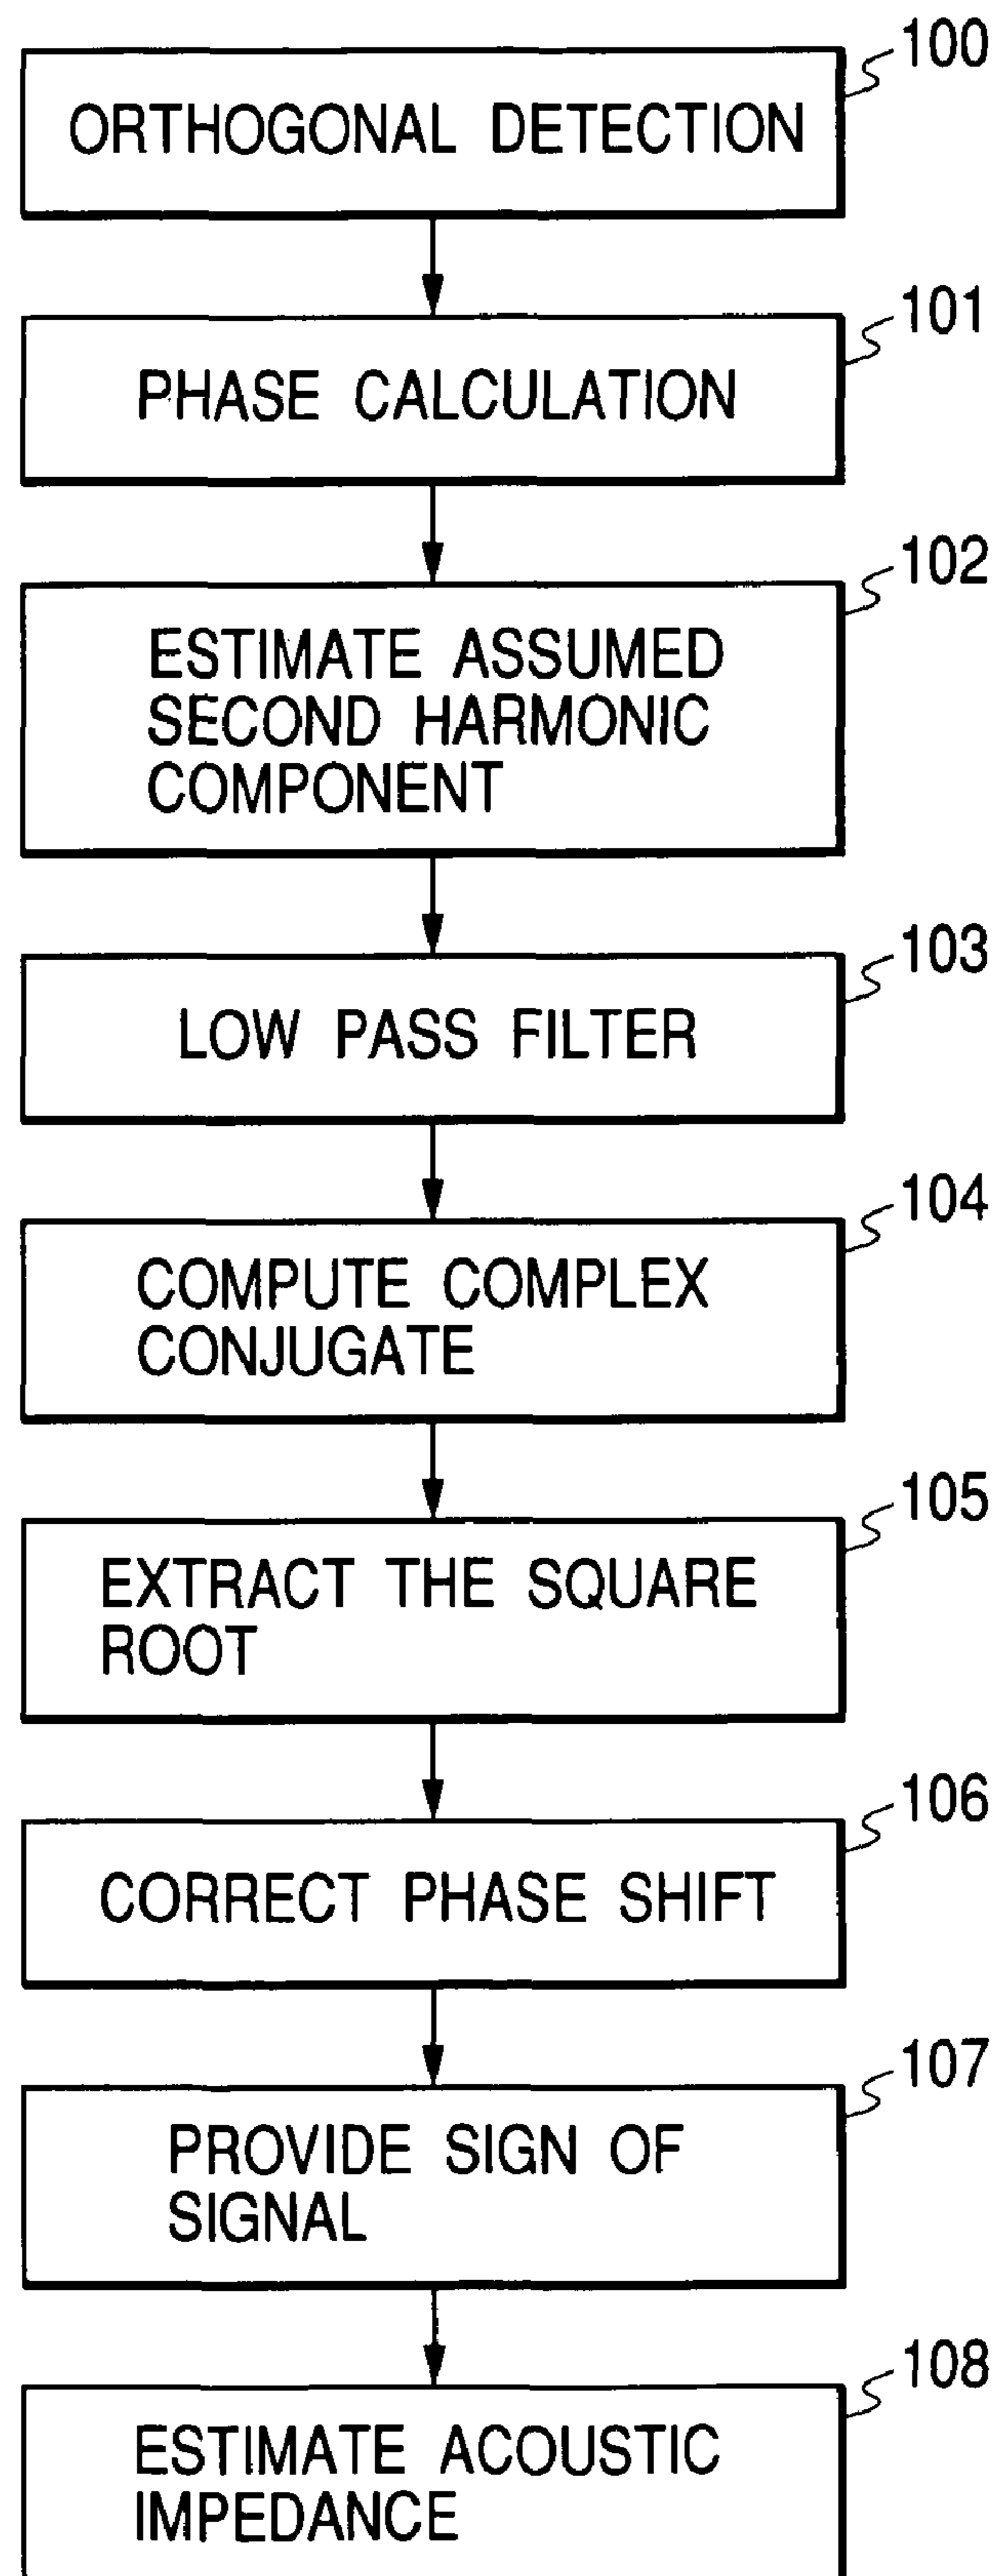 100
ORTHOGONAL DETECTION
101
PHASE CALCULATION
102
ESTIMATE ASSUMED
SECOND HARMONIC
COMPONENT
103
LOW PASS FILTER
104
COMPUTE COMPLEX
CONJUGATE
105
EXTRACT THE SQUARE
ROOT
106
CORRECT PHASE SHIFT
107
PROVIDE SIGN OF
SIGNAL
108
ESTIMATE ACOUSTIC
IMPEDANCE